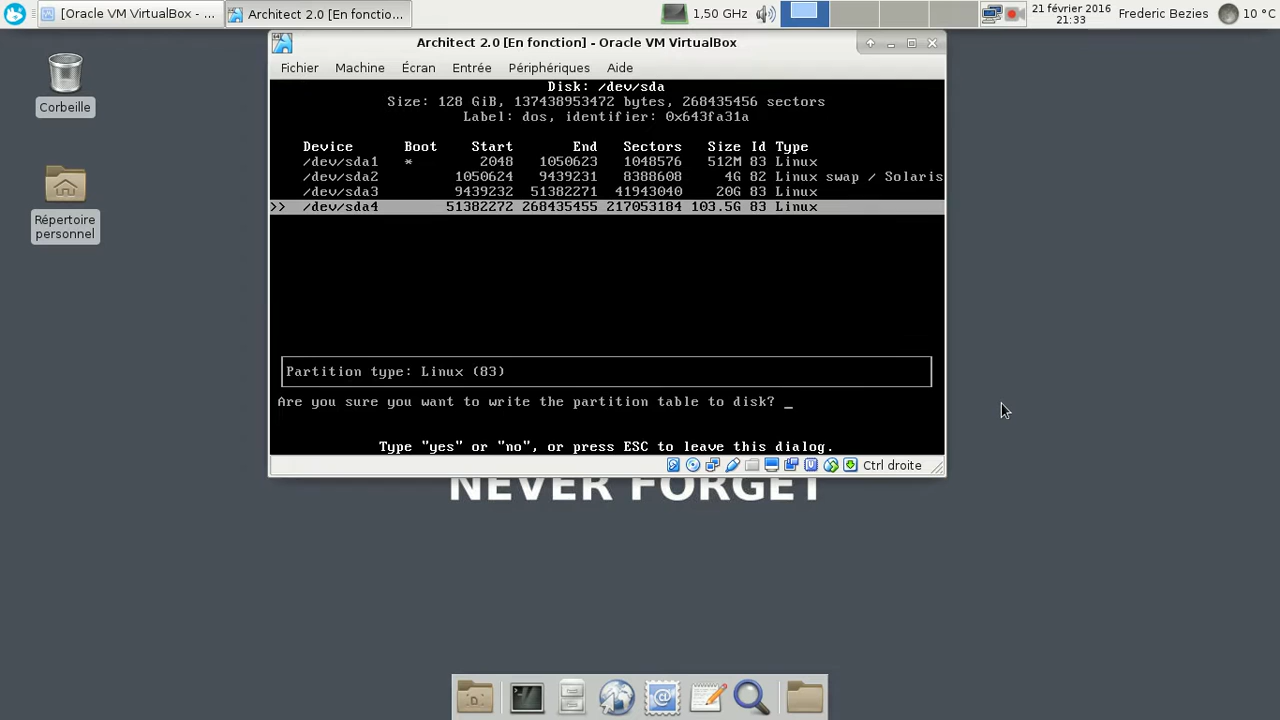 [Oracle VM VirtualBox - ...
Architect 2.0 [En fonctio...
1,50 GHz
21 février 2016
21:33
Frederic Bezies
10 °C
Corbeille
Répertoire
personnel
Architect 2.0 [En fonction] - Oracle VM VirtualBox
Fichier Machine Écran Entrée Périphériques Aide
Disk: /dev/sda
Size: 128 GiB, 137438953472 bytes, 268435456 sectors
Label: dos, identifier: 0x643fa31a
Device Boot Start End Sectors Size Id Type
/dev/sda1 * 2048 1050623 1048576 512M 83 Linux
/dev/sda2 1050624 9439231 8388608 4G 82 Linux swap / Solaris
/dev/sda3 9439232 51382271 41943040 20G 83 Linux
>> /dev/sda4 51382272 268435455 217053184 103.5G 83 Linux
Partition type: Linux (83)
Are you sure you want to write the partition table to disk? _
Type "yes" or "no", or press ESC to leave this dialog.
Ctrl droite
NEVER FORGET